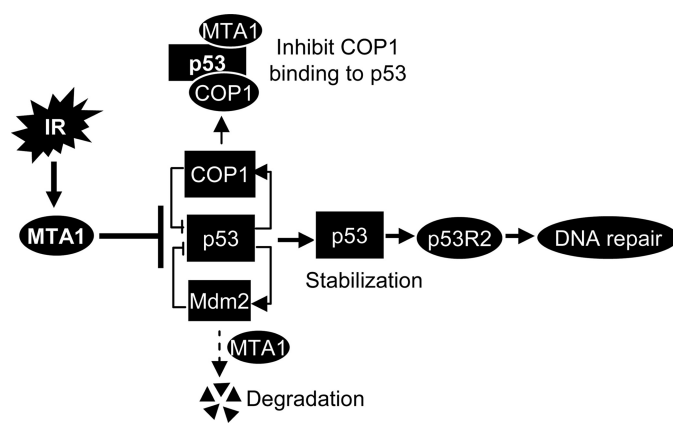 MTA1
p53
COP1
Inhibit COP1
binding to p53
IR
COP1
MTA1
p53
p53
p53R2
DNA repair
Stabilization
Mdm2
MTA1
Degradation